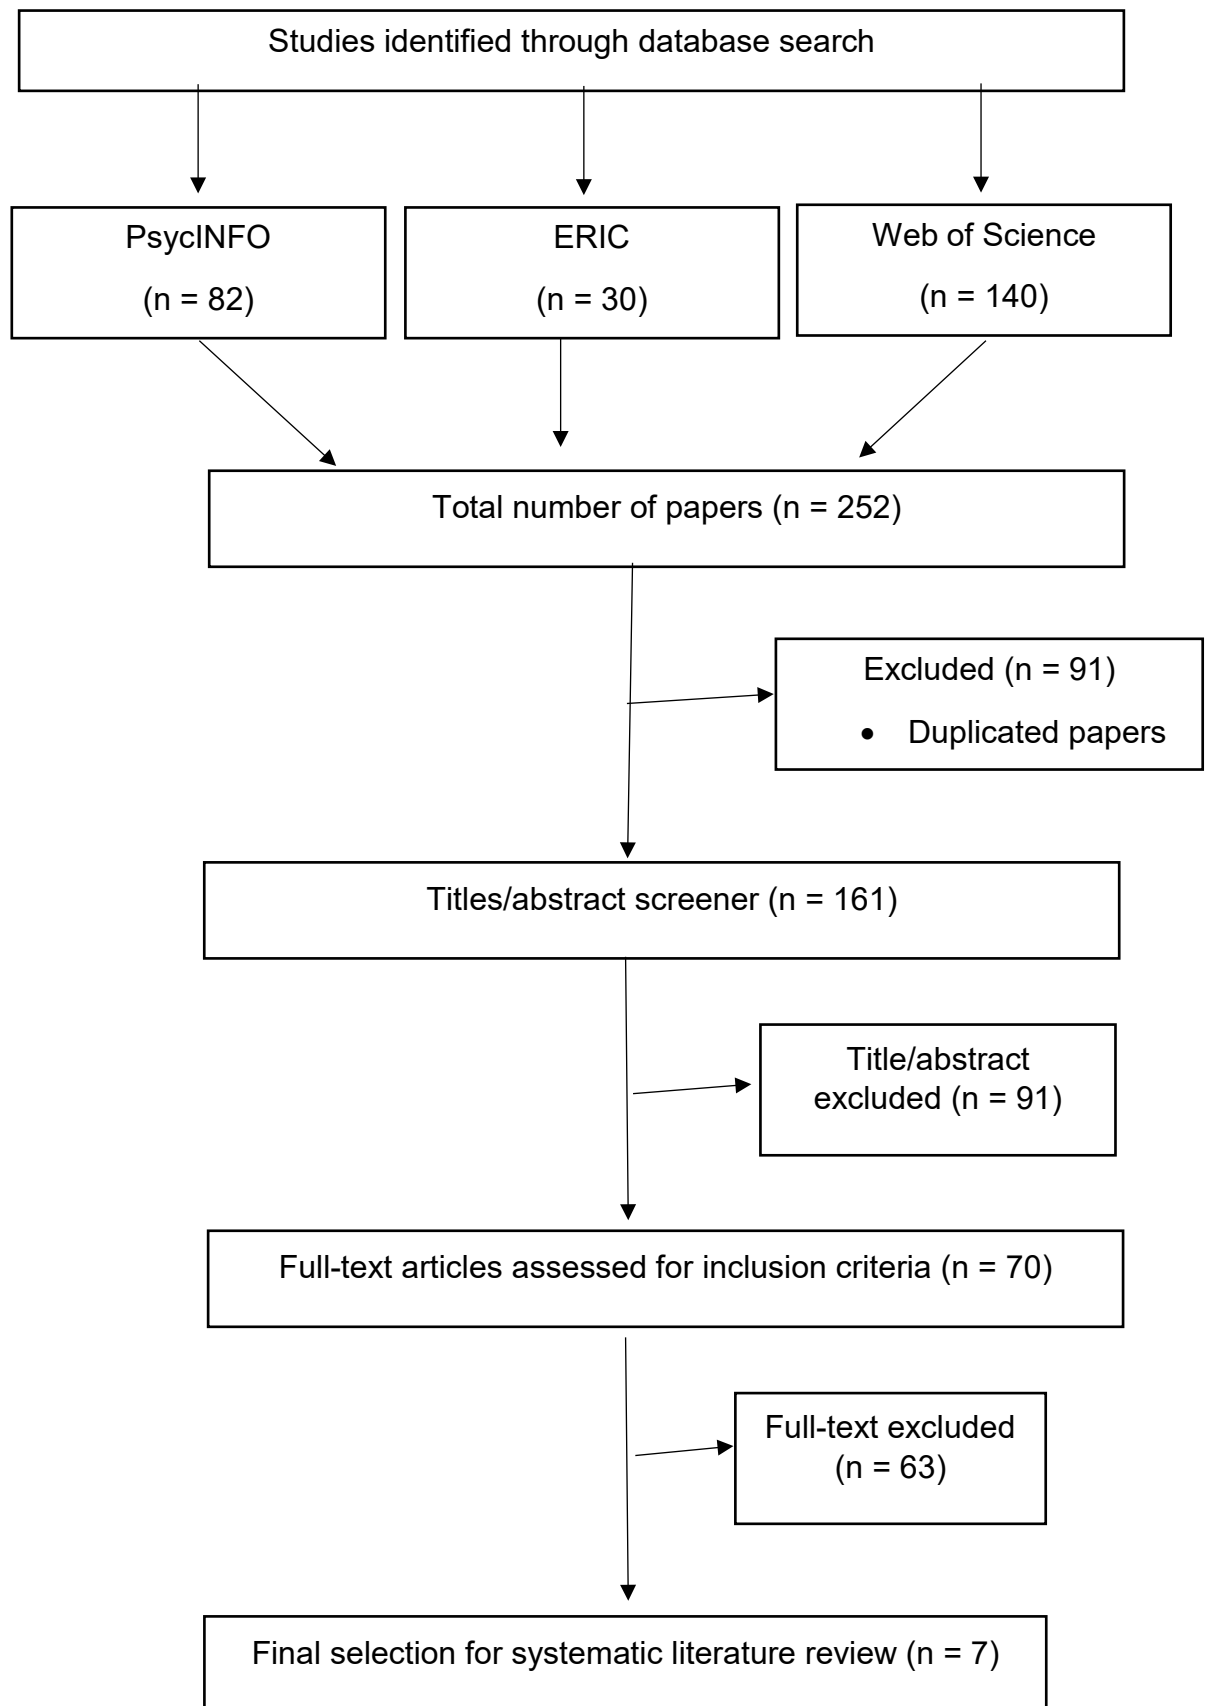 Studies identified through database search
PsycINFO
(n = 82)
ERIC
(n = 30)
Web of Science
(n = 140)
Total number of papers (n = 252)
Excluded (n = 91)
• Duplicated papers
Titles/abstract screener (n = 161)
Title/abstract
excluded (n = 91)
Full-text articles assessed for inclusion criteria (n = 70)
Full-text excluded
(n = 63)
Final selection for systematic literature review (n = 7)